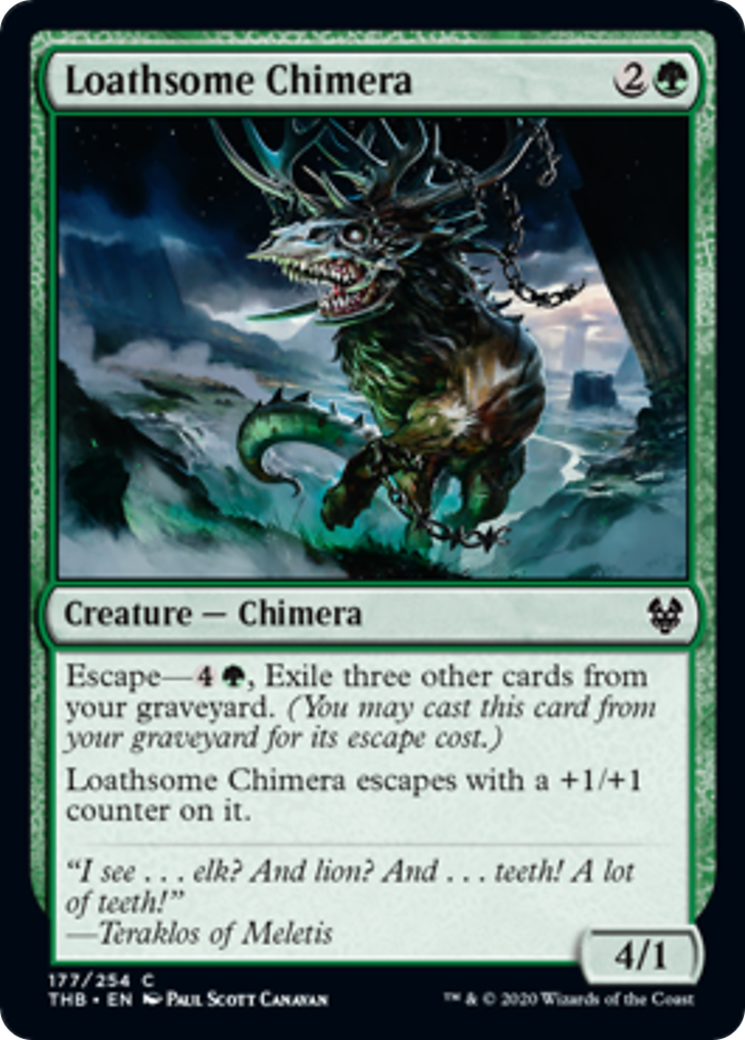 Loathsome Chimera 2
Creature — Chimera
Escape—4, Exile three other cards from
your graveyard. (You may cast this card from
your graveyard for its escape cost.)
Loathsome Chimera escapes with a +1/+1
counter on it.
“I see . . . elk? And lion? And . . . teeth! A lot
of teeth!”
—Teraklos of Meletis
4/1
177/254 C
THB • EN Paul Scott Canavan
™ & © 2020 Wizards of the Coast